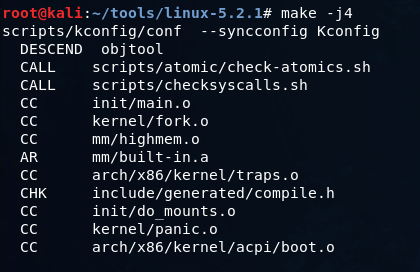 root@kali:~/tools/linux-5.2.1# make -j4
scripts/kconfig/conf  --syncconfig Kconfig
  DESCEND  objtool
  CALL    scripts/atomic/check-atomics.sh
  CALL    scripts/checksyscalls.sh
  CC      init/main.o
  CC      kernel/fork.o
  CC      mm/highmem.o
  AR      mm/built-in.a
  CC      arch/x86/kernel/traps.o
  CHK     include/generated/compile.h
  CC      init/do_mounts.o
  CC      kernel/panic.o
  CC      arch/x86/kernel/acpi/boot.o